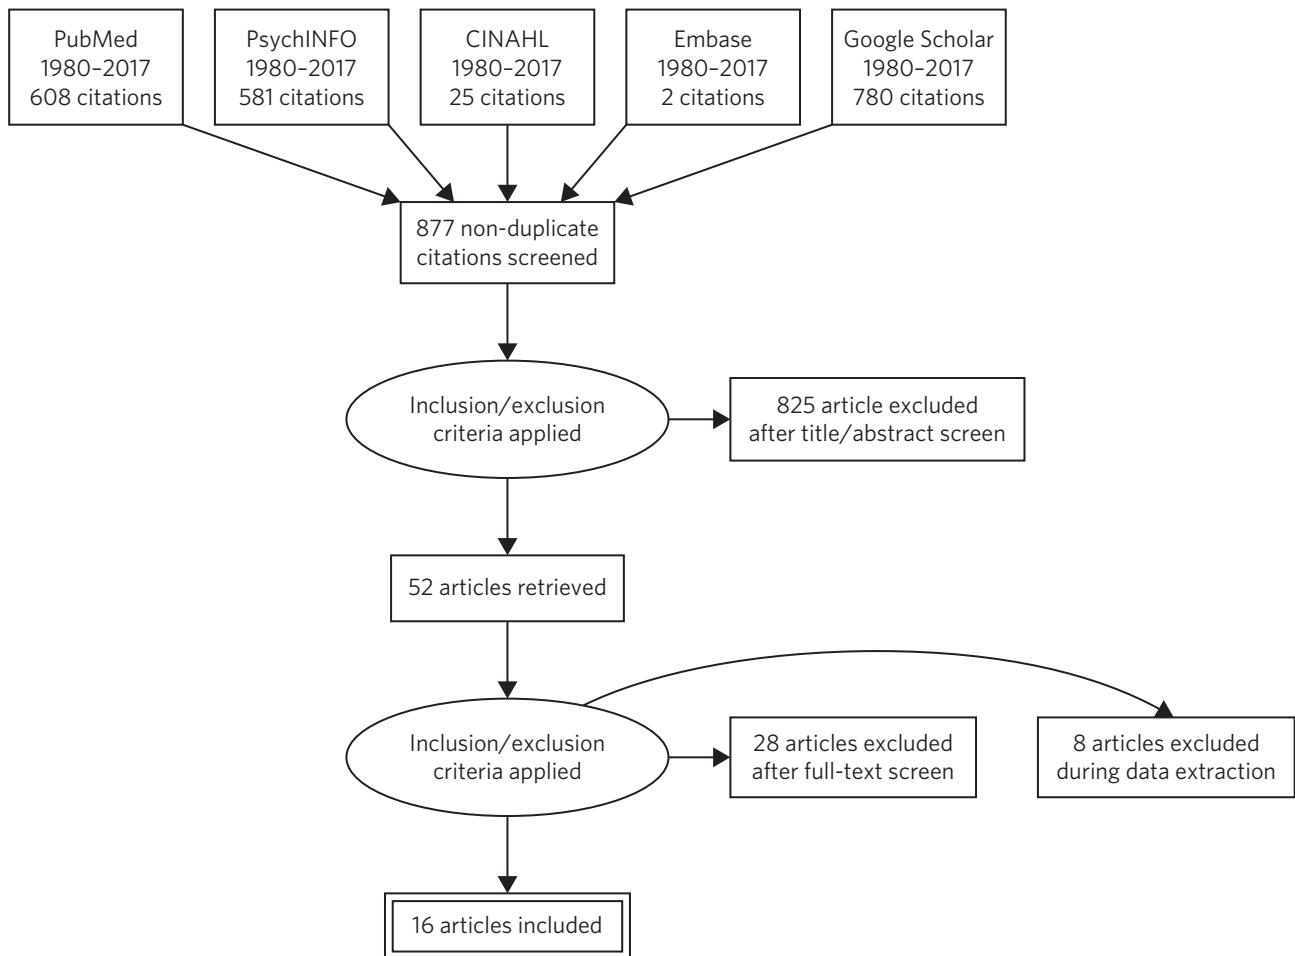 PubMed
1980–2017
608 citations
PsychINFO
1980–2017
581 citations
CINAHL
1980–2017
25 citations
Embase
1980–2017
2 citations
Google Scholar
1980–2017
780 citations
877 non-duplicate
citations screened
Inclusion/exclusion
criteria applied
825 article excluded
after title/abstract screen
52 articles retrieved
Inclusion/exclusion
criteria applied
28 articles excluded
after full-text screen
8 articles excluded
during data extraction
16 articles included